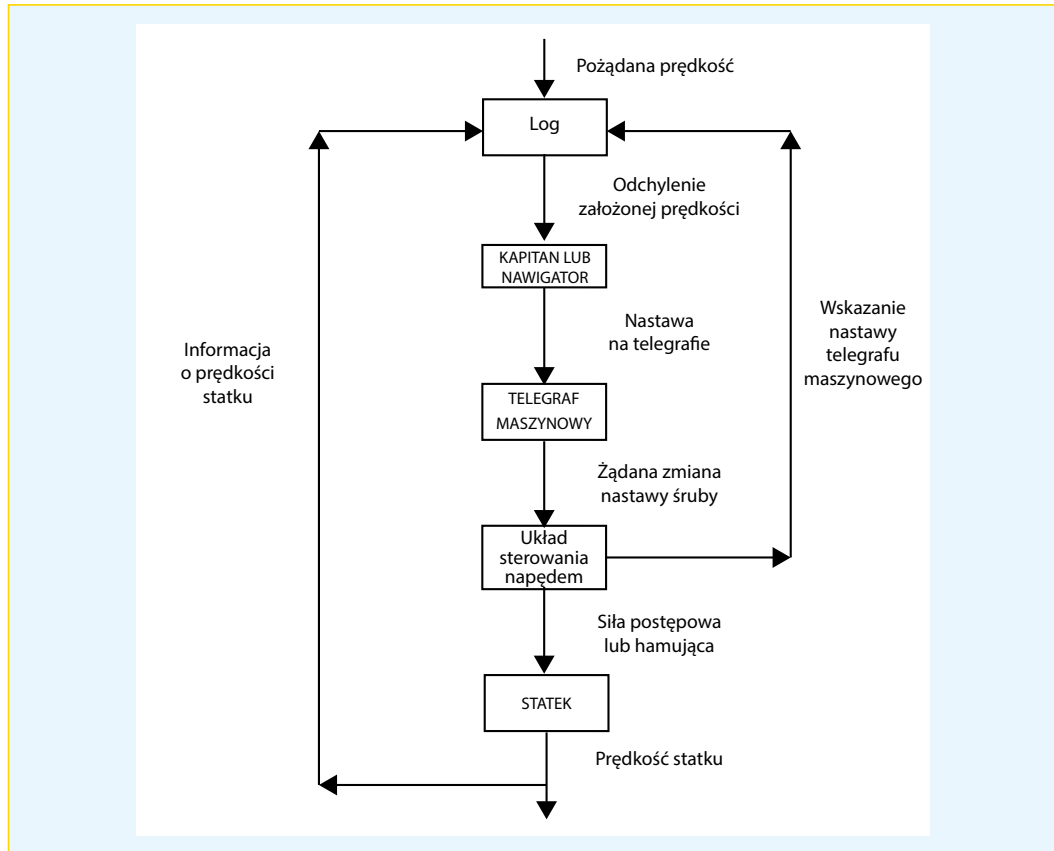 Pożądana prędkość
Log
Odchylenie
założonej prędkości
KAPITAN LUB
NAWIGATOR
Nastawa
na telegrafie
Informacja
o prędkości
statku
Wskazanie
nastawy
telegrafu
maszynowego
TELEGRAF
MASZYNOWY
Żądana zmiana
nastawy śruby
Układ
sterowania
napędem
Siła postępowa
lub hamująca
STATEK
Prędkość statku